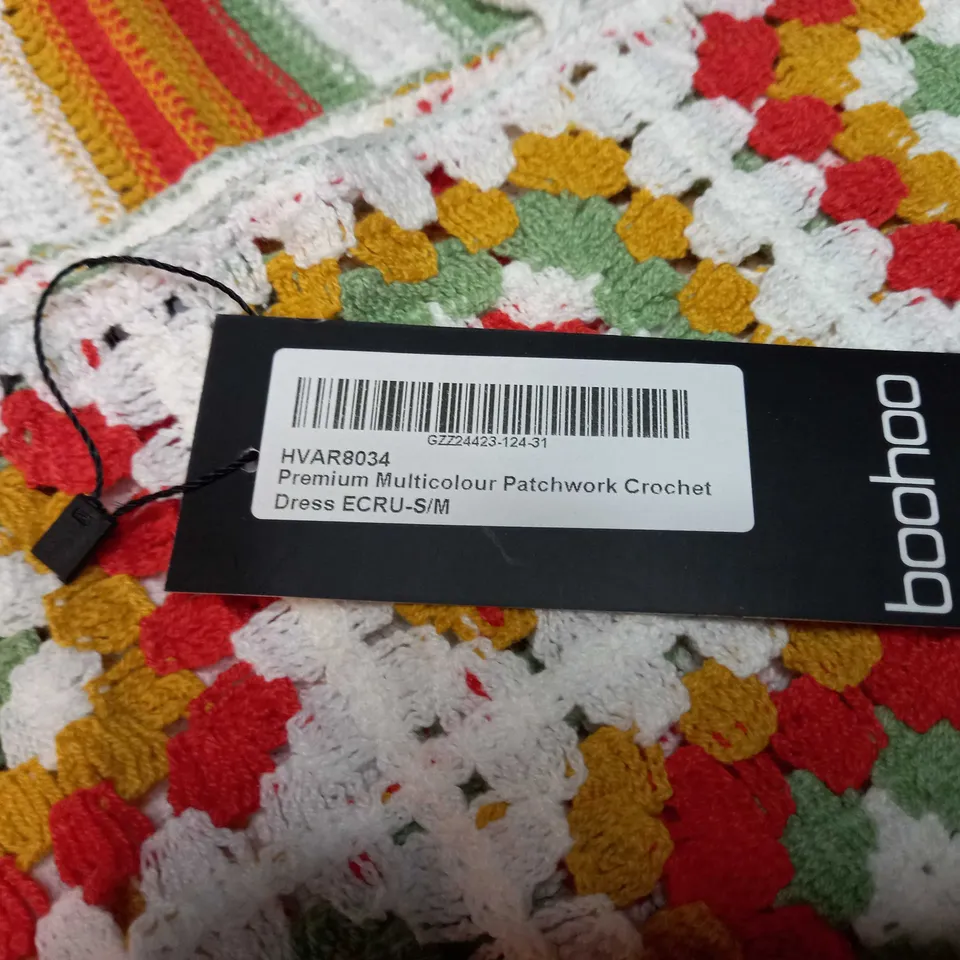 GZZ24423-124-31
HVAR8034
Premium Multicolour Patchwork Crochet
Dress ECRU-S/M
boohoo